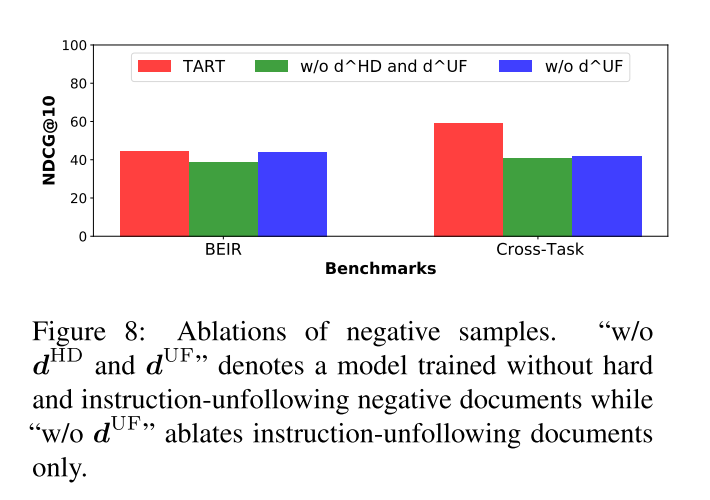 100
80
60
40
20
0
NDCG@10
TART
w/o d^HD and d^UF
w/o d^UF
BEIR
Cross-Task
Benchmarks
Figure 8: Ablations of negative samples. “w/o
d^HD and d^UF” denotes a model trained without hard
and instruction-unfollowing negative documents while
“w/o d^UF” ablates instruction-unfollowing documents
only.